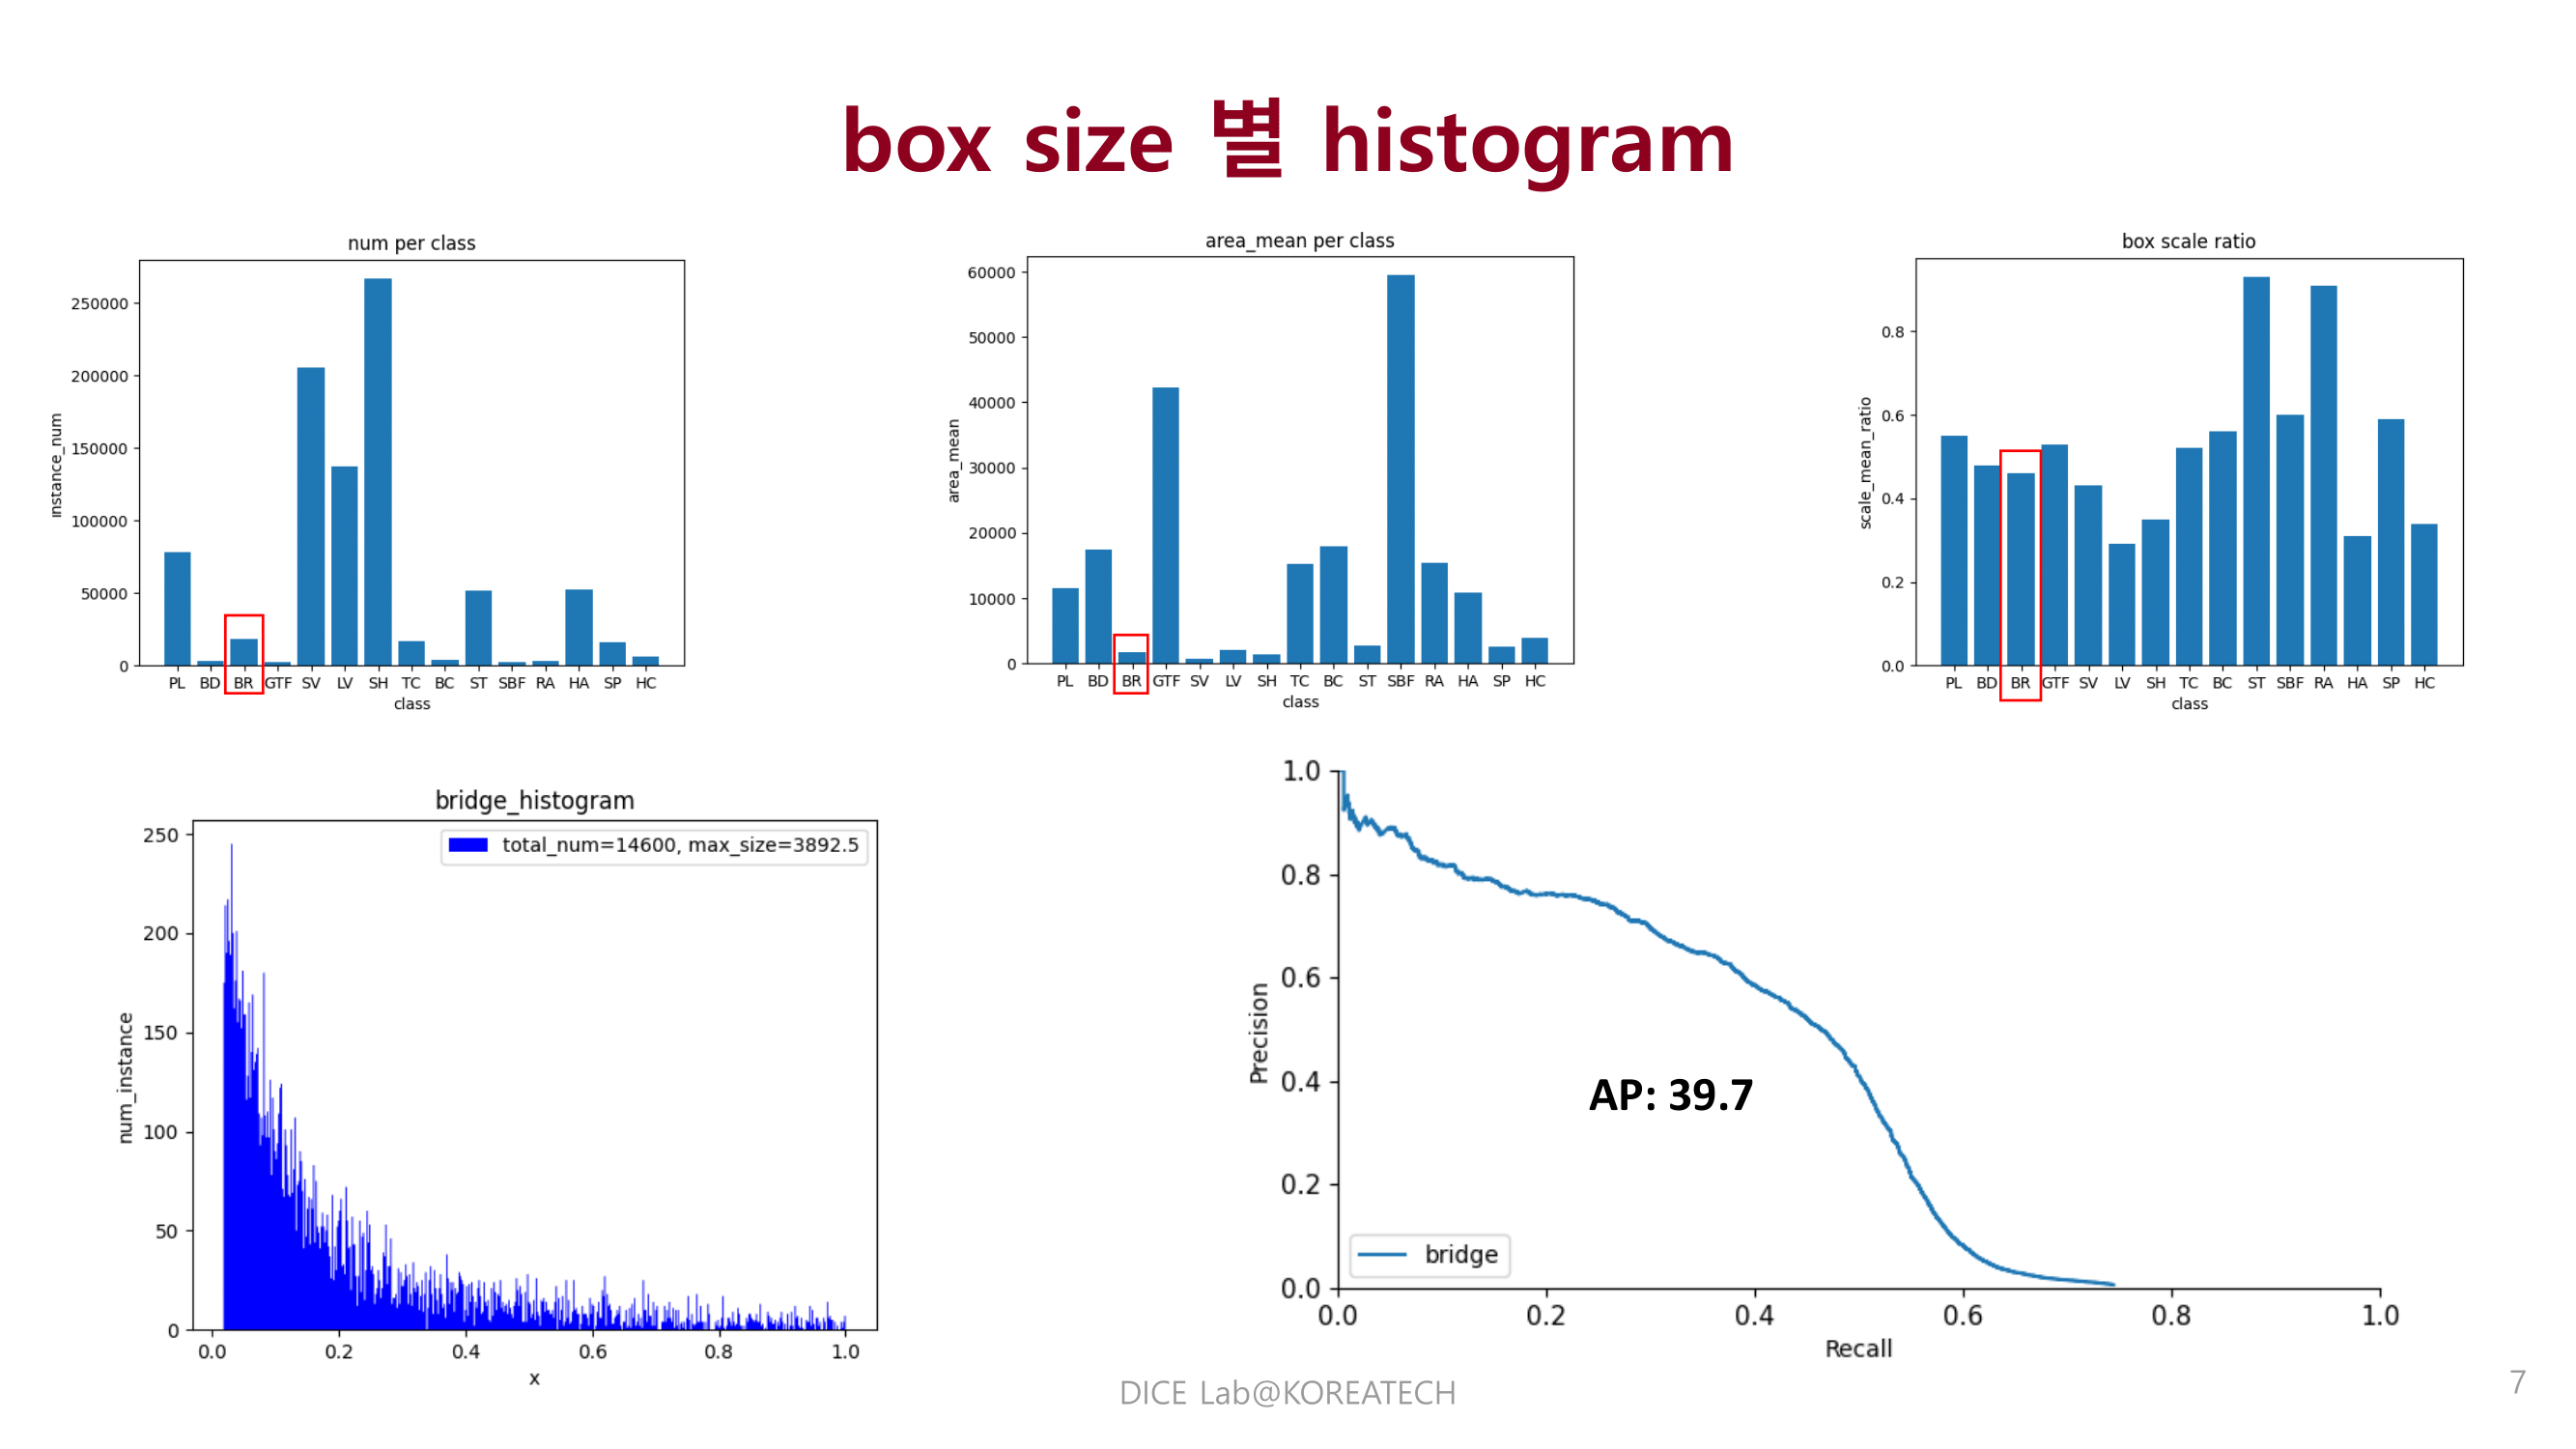 box size 별 histogram
num per class
250000
200000
150000
100000
50000
0
instance_num
PL BD BR GTF SV LV SH TC BC ST SBF RA HA SP HC
class
area_mean per class
60000
50000
40000
30000
20000
10000
0
area_mean
PL BD BR GTF SV LV SH TC BC ST SBF RA HA SP HC
class
box scale ratio
0.8
0.6
0.4
0.2
0.0
scale_mean_ratio
PL BD BR GTF SV LV SH TC BC ST SBF RA HA SP HC
class
bridge_histogram
total_num=14600, max_size=3892.5
250
200
150
100
50
0
num_instance
0.0 0.2 0.4 0.6 0.8 1.0
x
1.0
0.8
0.6
0.4
0.2
0.0
Precision
AP: 39.7
bridge
0.0 0.2 0.4 0.6 0.8 1.0
Recall
DICE Lab@KOREATECH
7